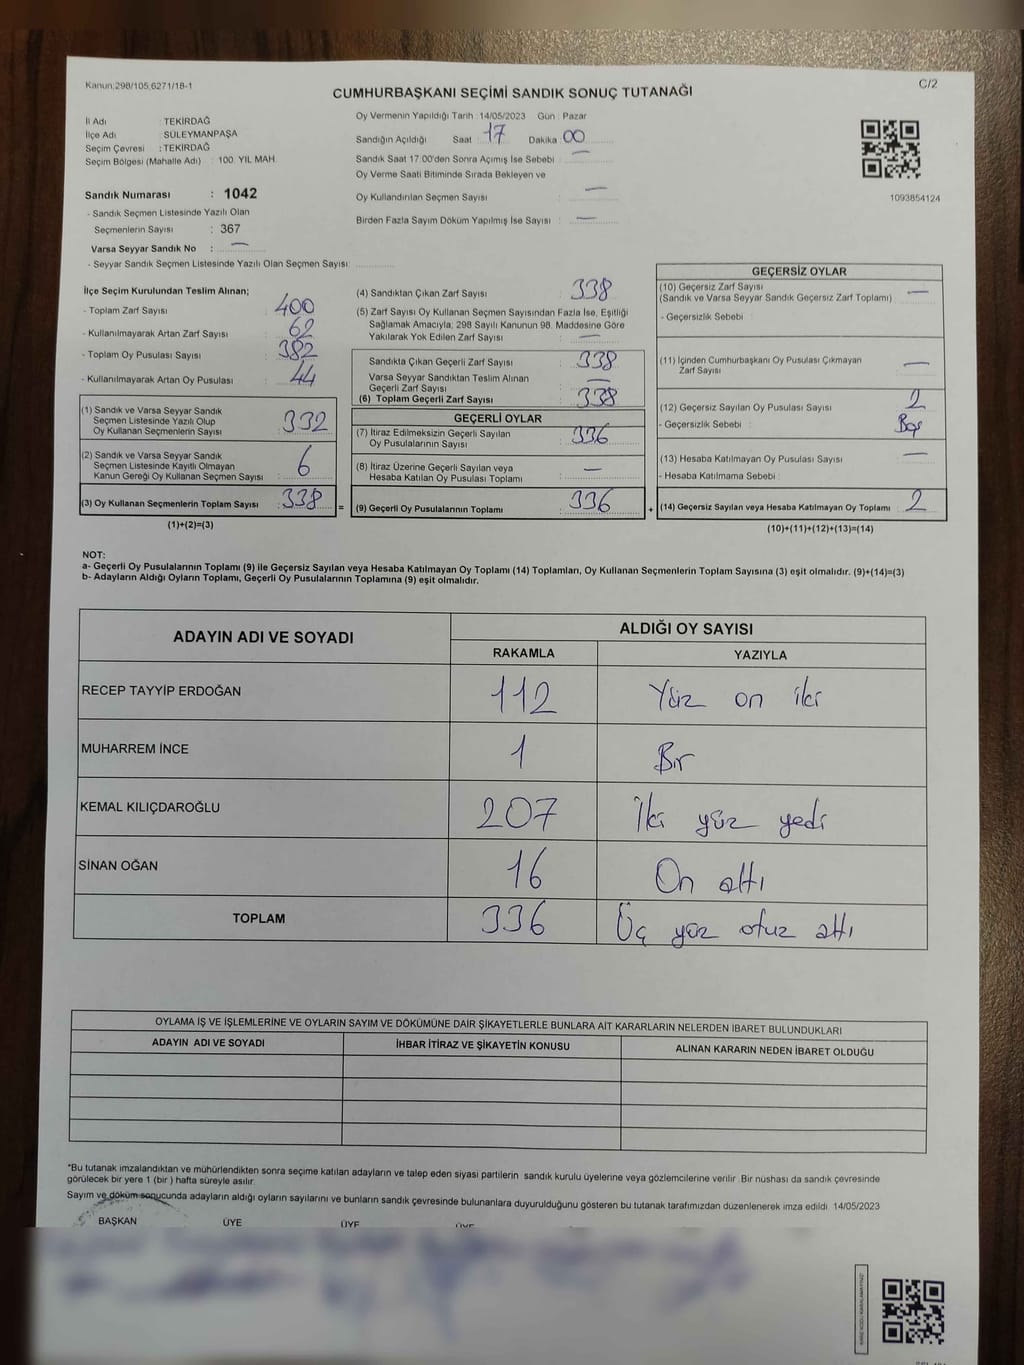 Kanun;298/105,6271/18-1
C/2
CUMHURBAŞKANI SEÇİMİ SANDIK SONUÇ TUTANAĞI
İl Adı : TEKİRDAĞ
İlçe Adı : SÜLEYMANPAŞA
Seçim Çevresi : TEKİRDAĞ
Seçim Bölgesi (Mahalle Adı) : 100. YIL MAH.
Sandık Numarası : 1042
- Sandık Seçmen Listesinde Yazılı Olan
Seçmenlerin Sayısı : 367
Varsa Seyyar Sandık No : —
- Seyyar Sandık Seçmen Listesinde Yazılı Olan Seçmen Sayısı:
Oy Vermenin Yapıldığı Tarih : 14/05/2023 Gün : Pazar
Sandığın Açıldığı Saat : 17 Dakika : 00
Sandık Saat 17:00'den Sonra Açımış İse Sebebi : —
Oy Verme Saati Bitiminde Sırada Bekleyen ve
Oy Kullandırılan Seçmen Sayısı : —
Birden Fazla Sayım Döküm Yapılmış İse Sayısı : —
1093854124
İlçe Seçim Kurulundan Teslim Alınan;
- Toplam Zarf Sayısı : 400
- Kullanılmayarak Artan Zarf Sayısı : 62
- Toplam Oy Pusulası Sayısı : 382
- Kullanılmayarak Artan Oy Pusulası : 44
(1) Sandık ve Varsa Seyyar Sandık
Seçmen Listesinde Yazılı Olup
Oy Kullanan Seçmenlerin Sayısı : 332
(2) Sandık ve Varsa Seyyar Sandık
Seçmen Listesinde Kayıtlı Olmayan
Kanun Gereği Oy Kullanan Seçmen Sayısı : 6
(3) Oy Kullanan Seçmenlerin Toplam Sayısı : 338
(1)+(2)=(3)
(4) Sandıktan Çıkan Zarf Sayısı : 338
(5) Zarf Sayısı Oy Kullanan Seçmen Sayısından Fazla İse, Eşitliği
Sağlamak Amacıyla, 298 Sayılı Kanunun 98. Maddesine Göre
Yakılarak Yok Edilen Zarf Sayısı : —
Sandıkta Çıkan Geçerli Zarf Sayısı : 338
Varsa Seyyar Sandıktan Teslim Alınan
Geçerli Zarf Sayısı : —
(6) Toplam Geçerli Zarf Sayısı : 338
GEÇERLİ OYLAR
(7) İtiraz Edilmeksizin Geçerli Sayılan
Oy Pusulalarının Sayısı : 336
(8) İtiraz Üzerine Geçerli Sayılan veya
Hesaba Katılan Oy Pusulası Toplamı : —
= (9) Geçerli Oy Pusulalarının Toplamı : 336
GEÇERSİZ OYLAR
(10) Geçersiz Zarf Sayısı : —
(Sandık ve Varsa Seyyar Sandık Geçersiz Zarf Toplamı)
- Geçersizlik Sebebi :
(11) İçinden Cumhurbaşkanı Oy Pusulası Çıkmayan
Zarf Sayısı : —
(12) Geçersiz Sayılan Oy Pusulası Sayısı : 2
- Geçersizlik Sebebi : Boş
(13) Hesaba Katılmayan Oy Pusulası Sayısı : —
- Hesaba Katılmama Sebebi :
+ (14) Geçersiz Sayılan veya Hesaba Katılmayan Oy Toplamı : 2
(10)+(11)+(12)+(13)=(14)
NOT:
a- Geçerli Oy Pusulalarının Toplamı (9) ile Geçersiz Sayılan veya Hesaba Katılmayan Oy Toplamı (14) Toplamları, Oy Kullanan Seçmenlerin Toplam Sayısına (3) eşit olmalıdır. (9)+(14)=(3)
b- Adayların Aldığı Oyların Toplamı, Geçerli Oy Pusulalarının Toplamına (9) eşit olmalıdır.
ADAYIN ADI VE SOYADI
ALDIĞI OY SAYISI
RAKAMLA YAZIYLA
RECEP TAYYİP ERDOĞAN 112 Yüz on iki
MUHARREM İNCE 1 Bir
KEMAL KILIÇDAROĞLU 207 İki yüz yedi
SİNAN OĞAN 16 On altı
TOPLAM 336 Üç yüz otuz altı
OYLAMA İŞ VE İŞLEMLERİNE VE OYLARIN SAYIM VE DÖKÜMÜNE DAİR ŞİKAYETLERLE BUNLARA AİT KARARLARIN NELERDEN İBARET BULUNDUKLARI
ADAYIN ADI VE SOYADI İHBAR İTİRAZ VE ŞİKAYETİN KONUSU ALINAN KARARIN NEDEN İBARET OLDUĞU
*Bu tutanak imzalandıktan ve mühürlendikten sonra seçime katılan adayların ve talep eden siyasi partilerin sandık kurulu üyelerine veya gözlemcilerine verilir. Bir nüshası da sandık çevresinde
görülecek bir yere 1 (bir ) hafta süreyle asılır.
Sayım ve döküm sonucunda adayların aldığı oyların sayılarını ve bunların sandık çevresinde bulunanlara duyurulduğunu gösteren bu tutanak tarafımızdan düzenlenerek imza edildi. 14/05/2023
BAŞKAN ÜYE ÜYE ÜYE